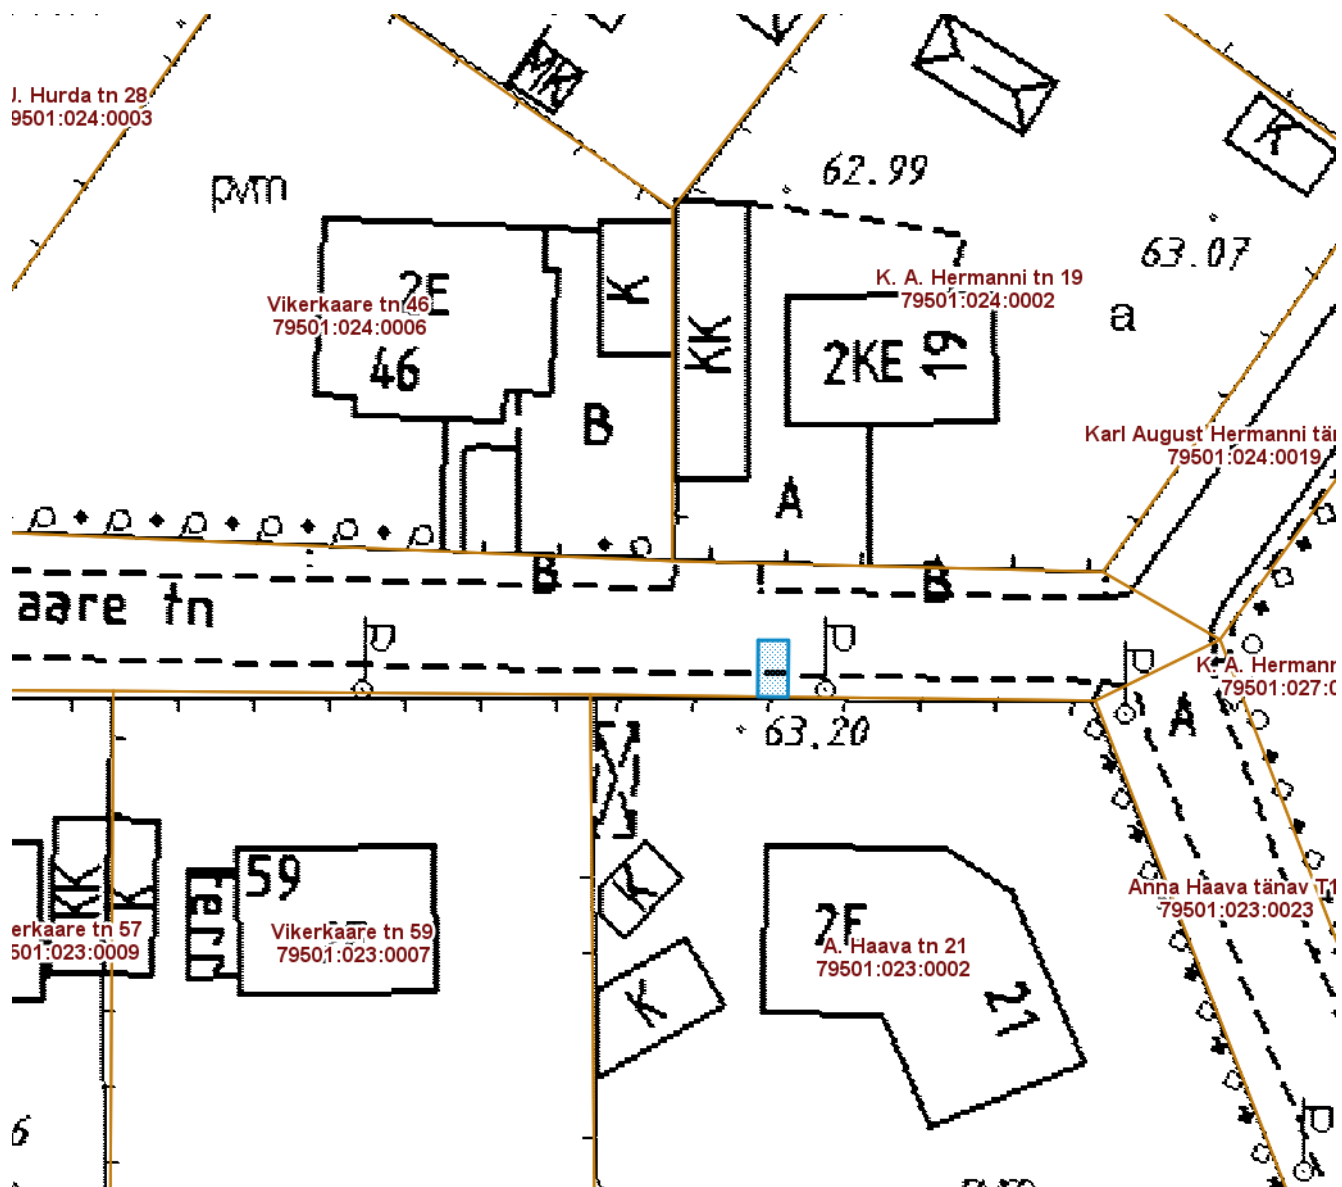 MK
J. Hurda tn 28
79501:024:0003
K
62.99
pvm
63.07
2E
K
K. A. Hermanni tn 19
79501:024:0002
Vikerkaare tn 46
79501:024:0006
a
KK
2KE
19
46
B
Karl August Hermanni tän
79501:024:0019
A
B
B
aare tn
K. A. Hermann
79501:027:0
A
63.20
59
KK
K
K
Terr
2E
Anna Haava tänav T1
79501:023:0023
erkaare tn 57
501:023:0009
Vikerkaare tn 59
79501:023:0007
A. Haava tn 21
79501:023:0002
K
21
6
pvm